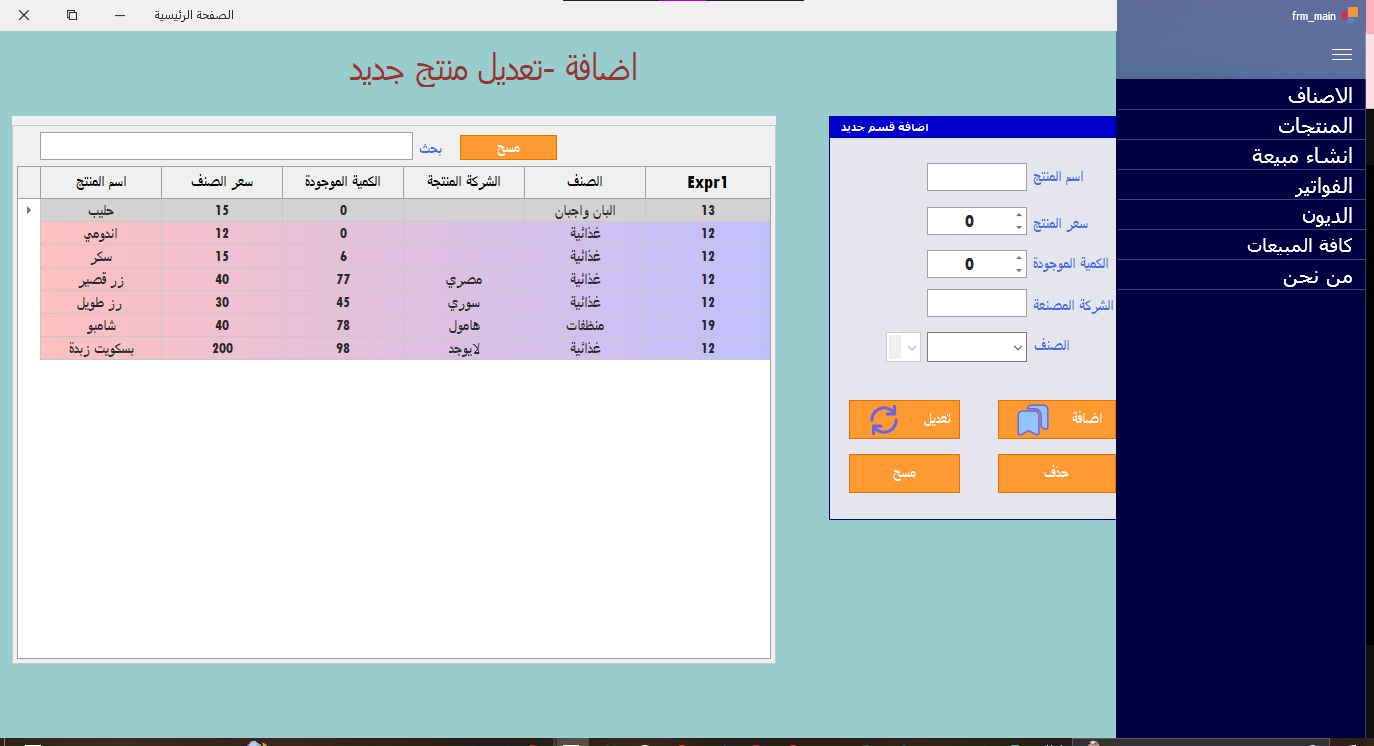 الصفحة الرئيسية
frm_main
اضافة -تعديل منتج جديد
الاصناف
المنتجات
انشاء مبيعة
الفواتير
الديون
كافة المبيعات
من نحن
اضافة قسم جديد
اسم المنتج
سعر المنتج 0
الكمية الموجودة 0
الشركة المصنعة
الصنف
اضافة تعديل
حذف مسح
مسح بحث
اسم المنتج سعر الصنف الكمية الموجودة الشركة المنتجة الصنف Expr1
حليب 15 0 البان واجبان 13
اندومي 12 0 غذائية 12
سكر 15 6 غذائية 12
زر قصير 40 77 مصري غذائية 12
رز طويل 30 45 سوري غذائية 12
شامبو 40 78 هامول منظفات 19
بسكويت زبدة 200 98 لايوجد غذائية 12